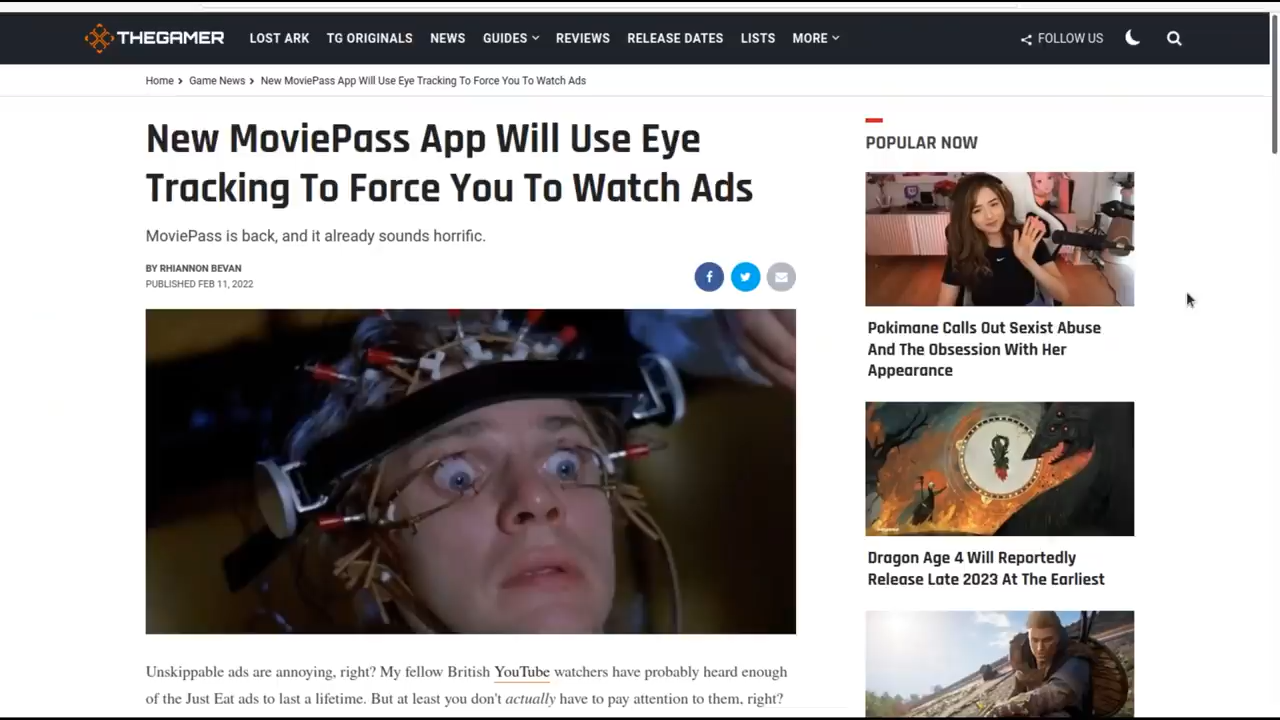 THEGAMER
LOST ARK
TG ORIGINALS
NEWS
GUIDES
REVIEWS
RELEASE DATES
LISTS
MORE
FOLLOW US
Home > Game News > New MoviePass App Will Use Eye Tracking To Force You To Watch Ads
New MoviePass App Will Use Eye
Tracking To Force You To Watch Ads
MoviePass is back, and it already sounds horrific.
BY RHIANNON BEVAN
PUBLISHED FEB 11, 2022
Unskippable ads are annoying, right? My fellow British YouTube watchers have probably heard enough
of the Just Eat ads to last a lifetime. But at least you don't actually have to pay attention to them, right?
POPULAR NOW
Pokimane Calls Out Sexist Abuse
And The Obsession With Her
Appearance
THEGAMER
Dragon Age 4 Will Reportedly
Release Late 2023 At The Earliest